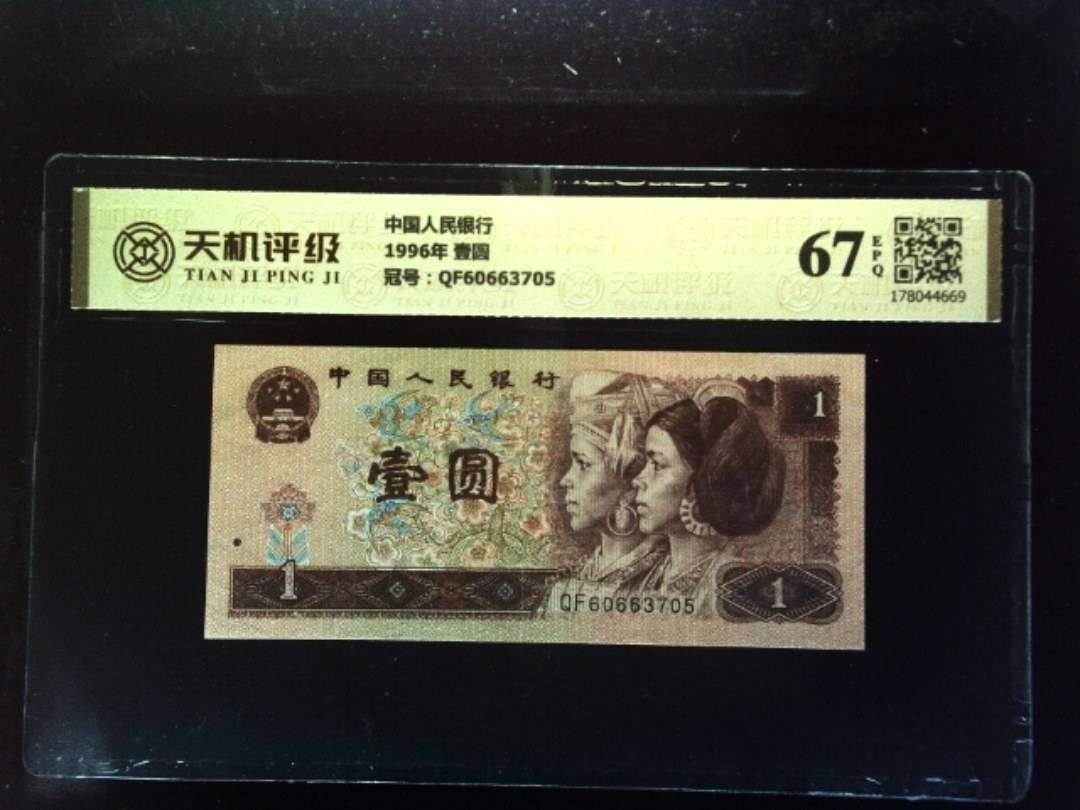 天机评级
TIAN JI PING JI
中国人民银行
1996年 壹圆
冠号：QF60663705
67
EPQ
178044669
中国人民银行
1
壹圆
1
QF60663705
1